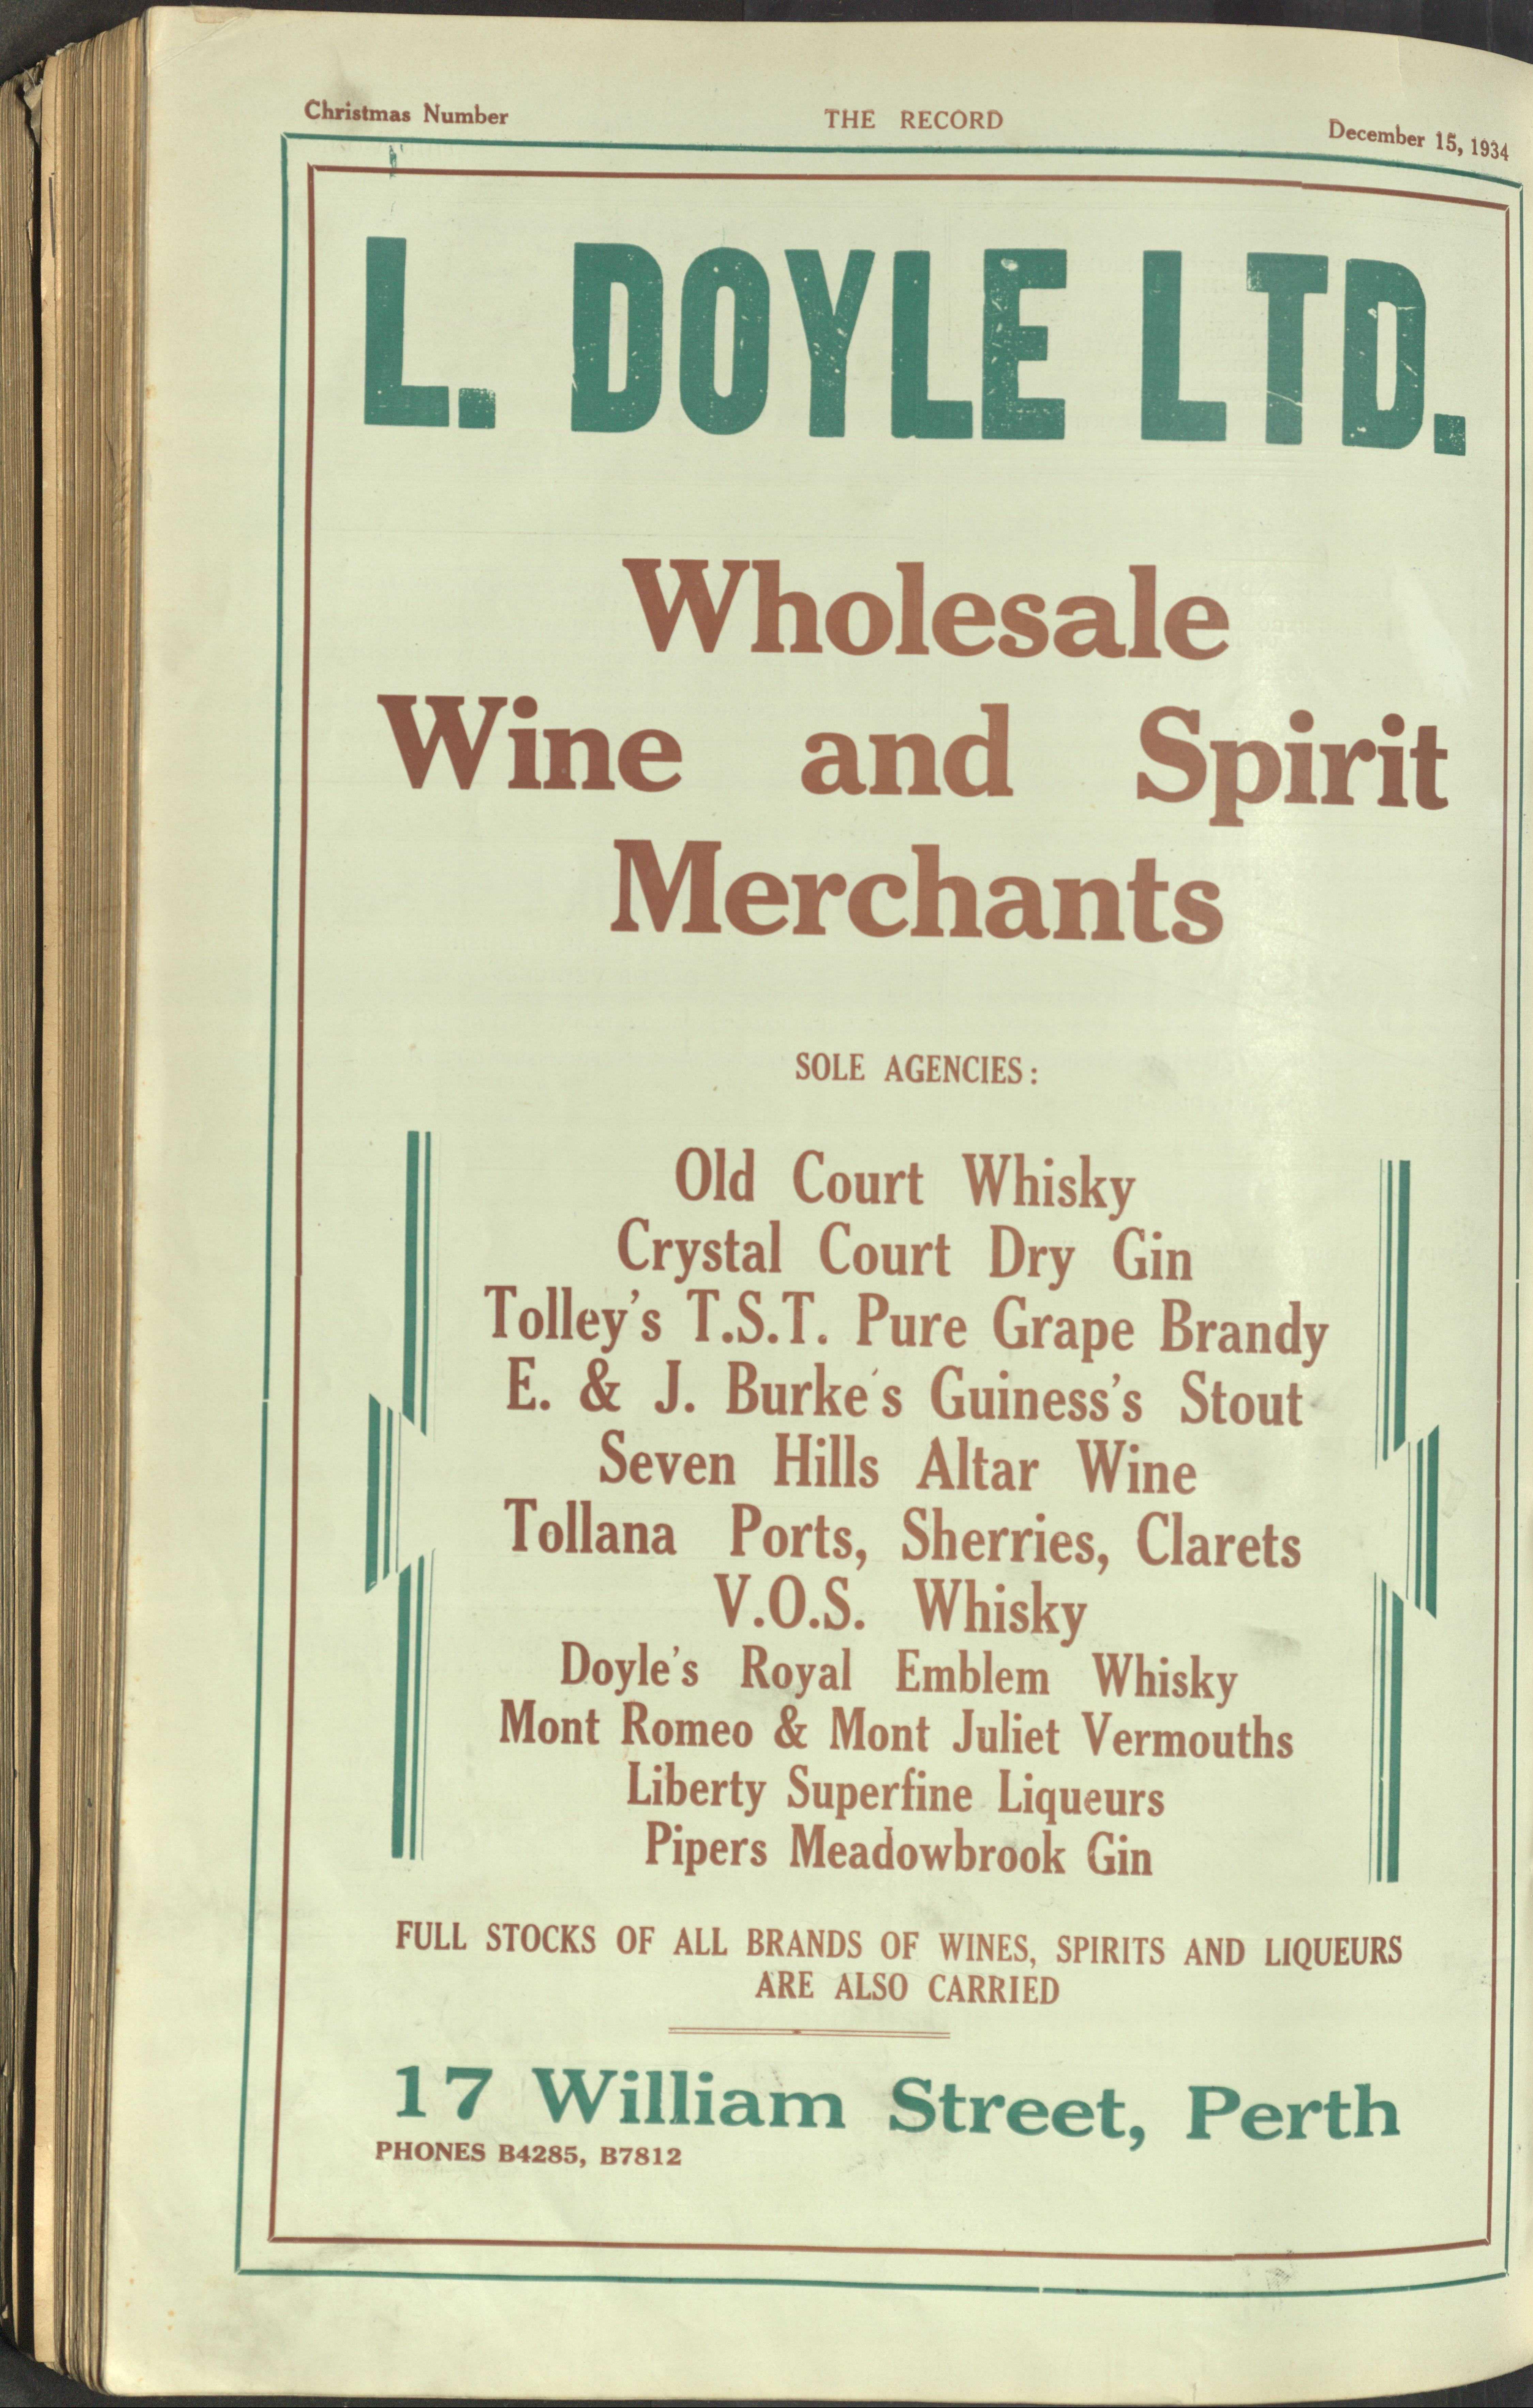 Christmas Number THE RECORD December 15, 1934
L. DOYLE LTD.
Wholesale
Wine and Spirit
Merchants
SOLE AGENCIES:
Old Court Whisky
Crystal Court Dry Gin
Tolley's T.S.T. Pure Grape Brandy
E. & J. Burke's Guiness's Stout
Seven Hills Altar Wine
Tollana Ports, Sherries, Clarets
V.O.S. Whisky
Doyle's Royal Emblem Whisky
Mont Romeo & Mont Juliet Vermouths
Liberty Superfine Liqueurs
Pipers Meadowbrook Gin
FULL STOCKS OF ALL BRANDS OF WINES, SPIRITS AND LIQUEURS
ARE ALSO CARRIED
17 William Street, Perth
PHONES B4285, B7812